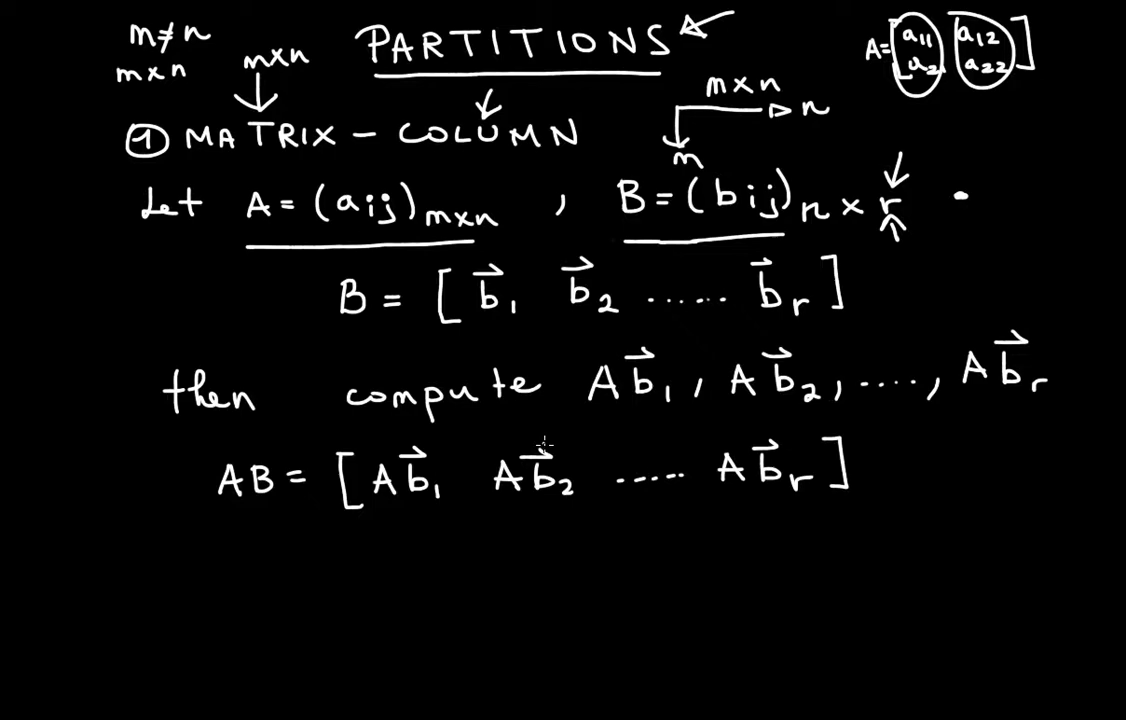 m≠n
m×n
m×n
PARTITIONS
A=[a11 a12
a2 a22]
m×n
n
m
① MATRIX - COLUMN
Let A = (aij)m×n , B = (bij)n×r .
B = [b⃗1 b⃗2 ...... b⃗r]
then compute Ab⃗1, Ab⃗2, ...., Ab⃗r
AB = [Ab⃗1 Ab⃗2 ..... Ab⃗r]